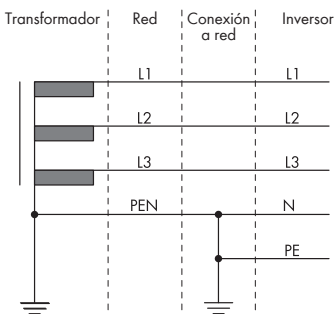 Transformador Red Conexión a red Inversor
L1 L1
L2 L2
L3 L3
PEN N
PE